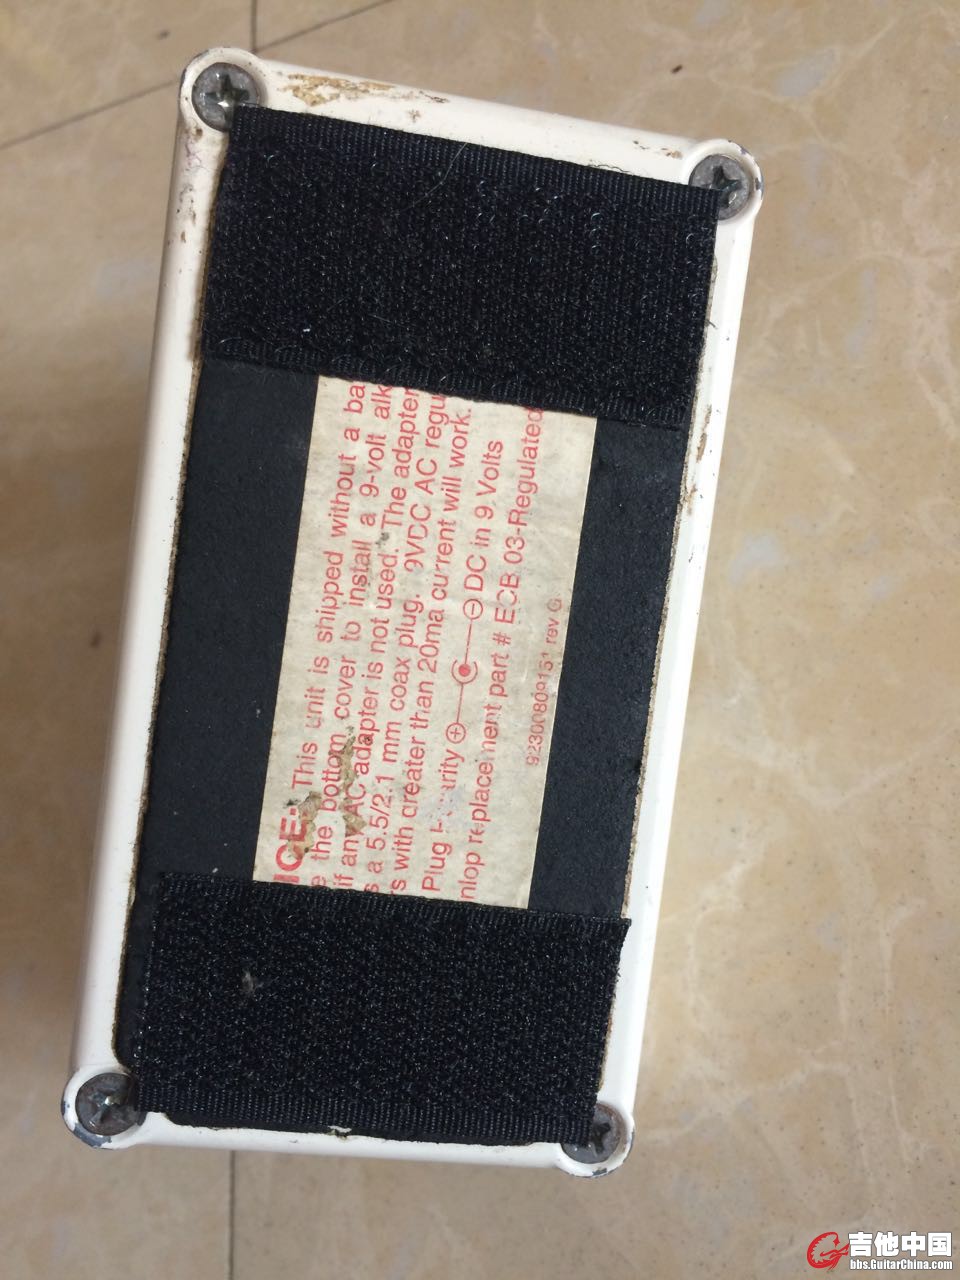 ICE: This unit is shipped without a ba
e the bottom cover to install a 9-volt alk
if any AC adapter is not used. The adapter
s a 5.5/2.1 mm coax plug. 9VDC AC regu
s with greater than 20ma current will work.
Plug arity ⊕ ⊖ DC in 9 Volts
nlop replacement part # ECB 03-Regulated
92300809151 rev G
吉他中国
bbs.GuitarChina.com